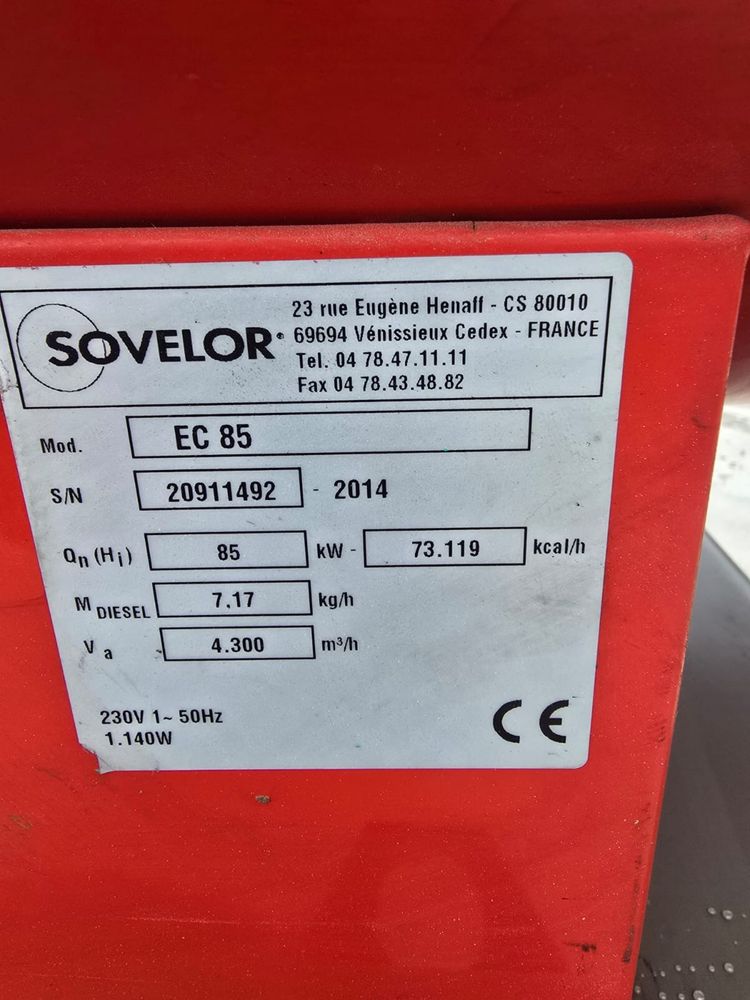 SOVELOR
23 rue Eugène Henaff - CS 80010
69694 Vénissieux Cedex - FRANCE
Tel. 04 78.47.11.11
Fax 04 78.43.48.82
Mod. EC 85
S/N 20911492 - 2014
Qn (Hi) 85 kW - 73.119 kcal/h
M DIESEL 7,17 kg/h
Va 4.300 m³/h
230V 1~ 50Hz
1.140W
CE